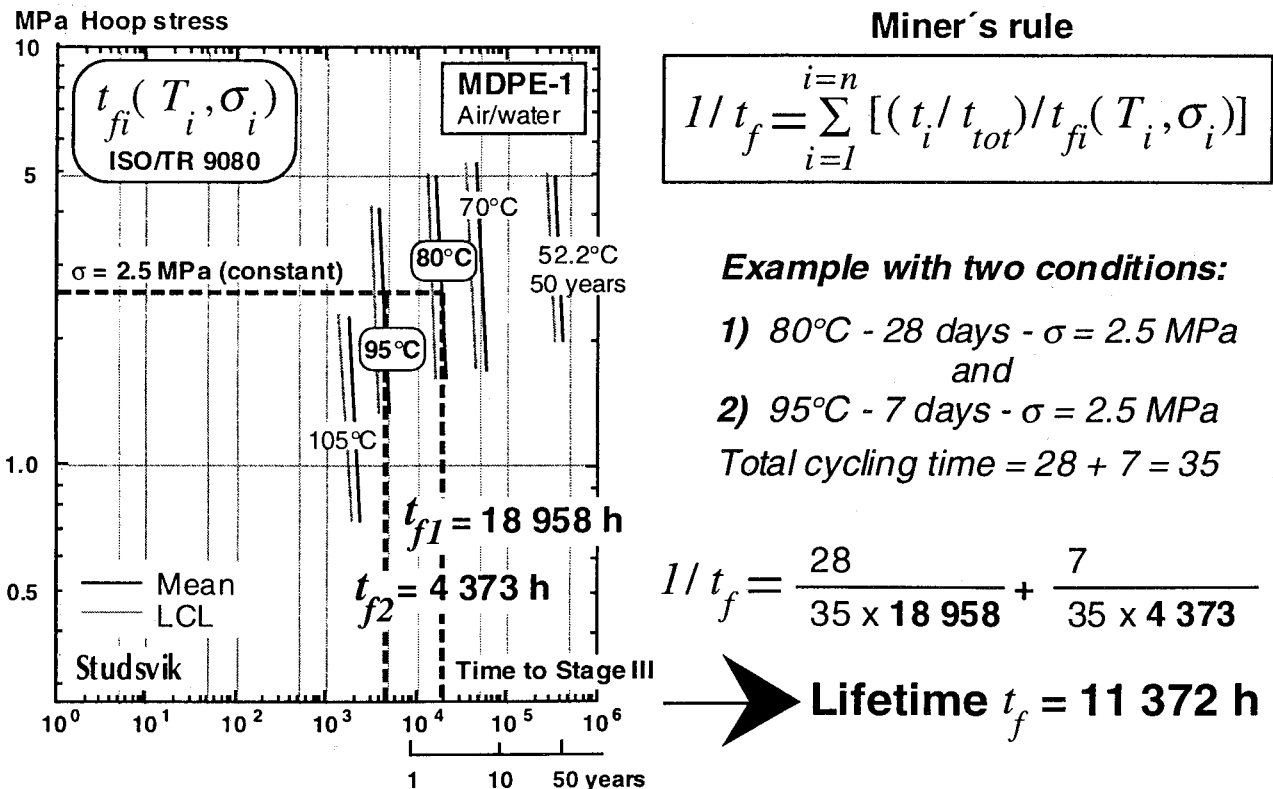 MPa Hoop stress
10
5
1.0
0.5
t_fi(T_i,σ_i)
ISO/TR 9080
MDPE-1
Air/water
70°C
80°C
52.2°C
50 years
σ = 2.5 MPa (constant)
95°C
105°C
t_f1 = 18 958 h
t_f2 = 4 373 h
Mean
LCL
Studsvik
Time to Stage III
10^0 10^1 10^2 10^3 10^4 10^5 10^6
1 10 50 years
Miner´s rule
1/t_f = Σ_{i=1}^{i=n} [(t_i/t_tot)/t_fi(T_i,σ_i)]
Example with two conditions:
1) 80°C - 28 days - σ = 2.5 MPa
and
2) 95°C - 7 days - σ = 2.5 MPa
Total cycling time = 28 + 7 = 35
1/t_f = 28 / 35 x 18 958 + 7 / 35 x 4 373
Lifetime t_f = 11 372 h